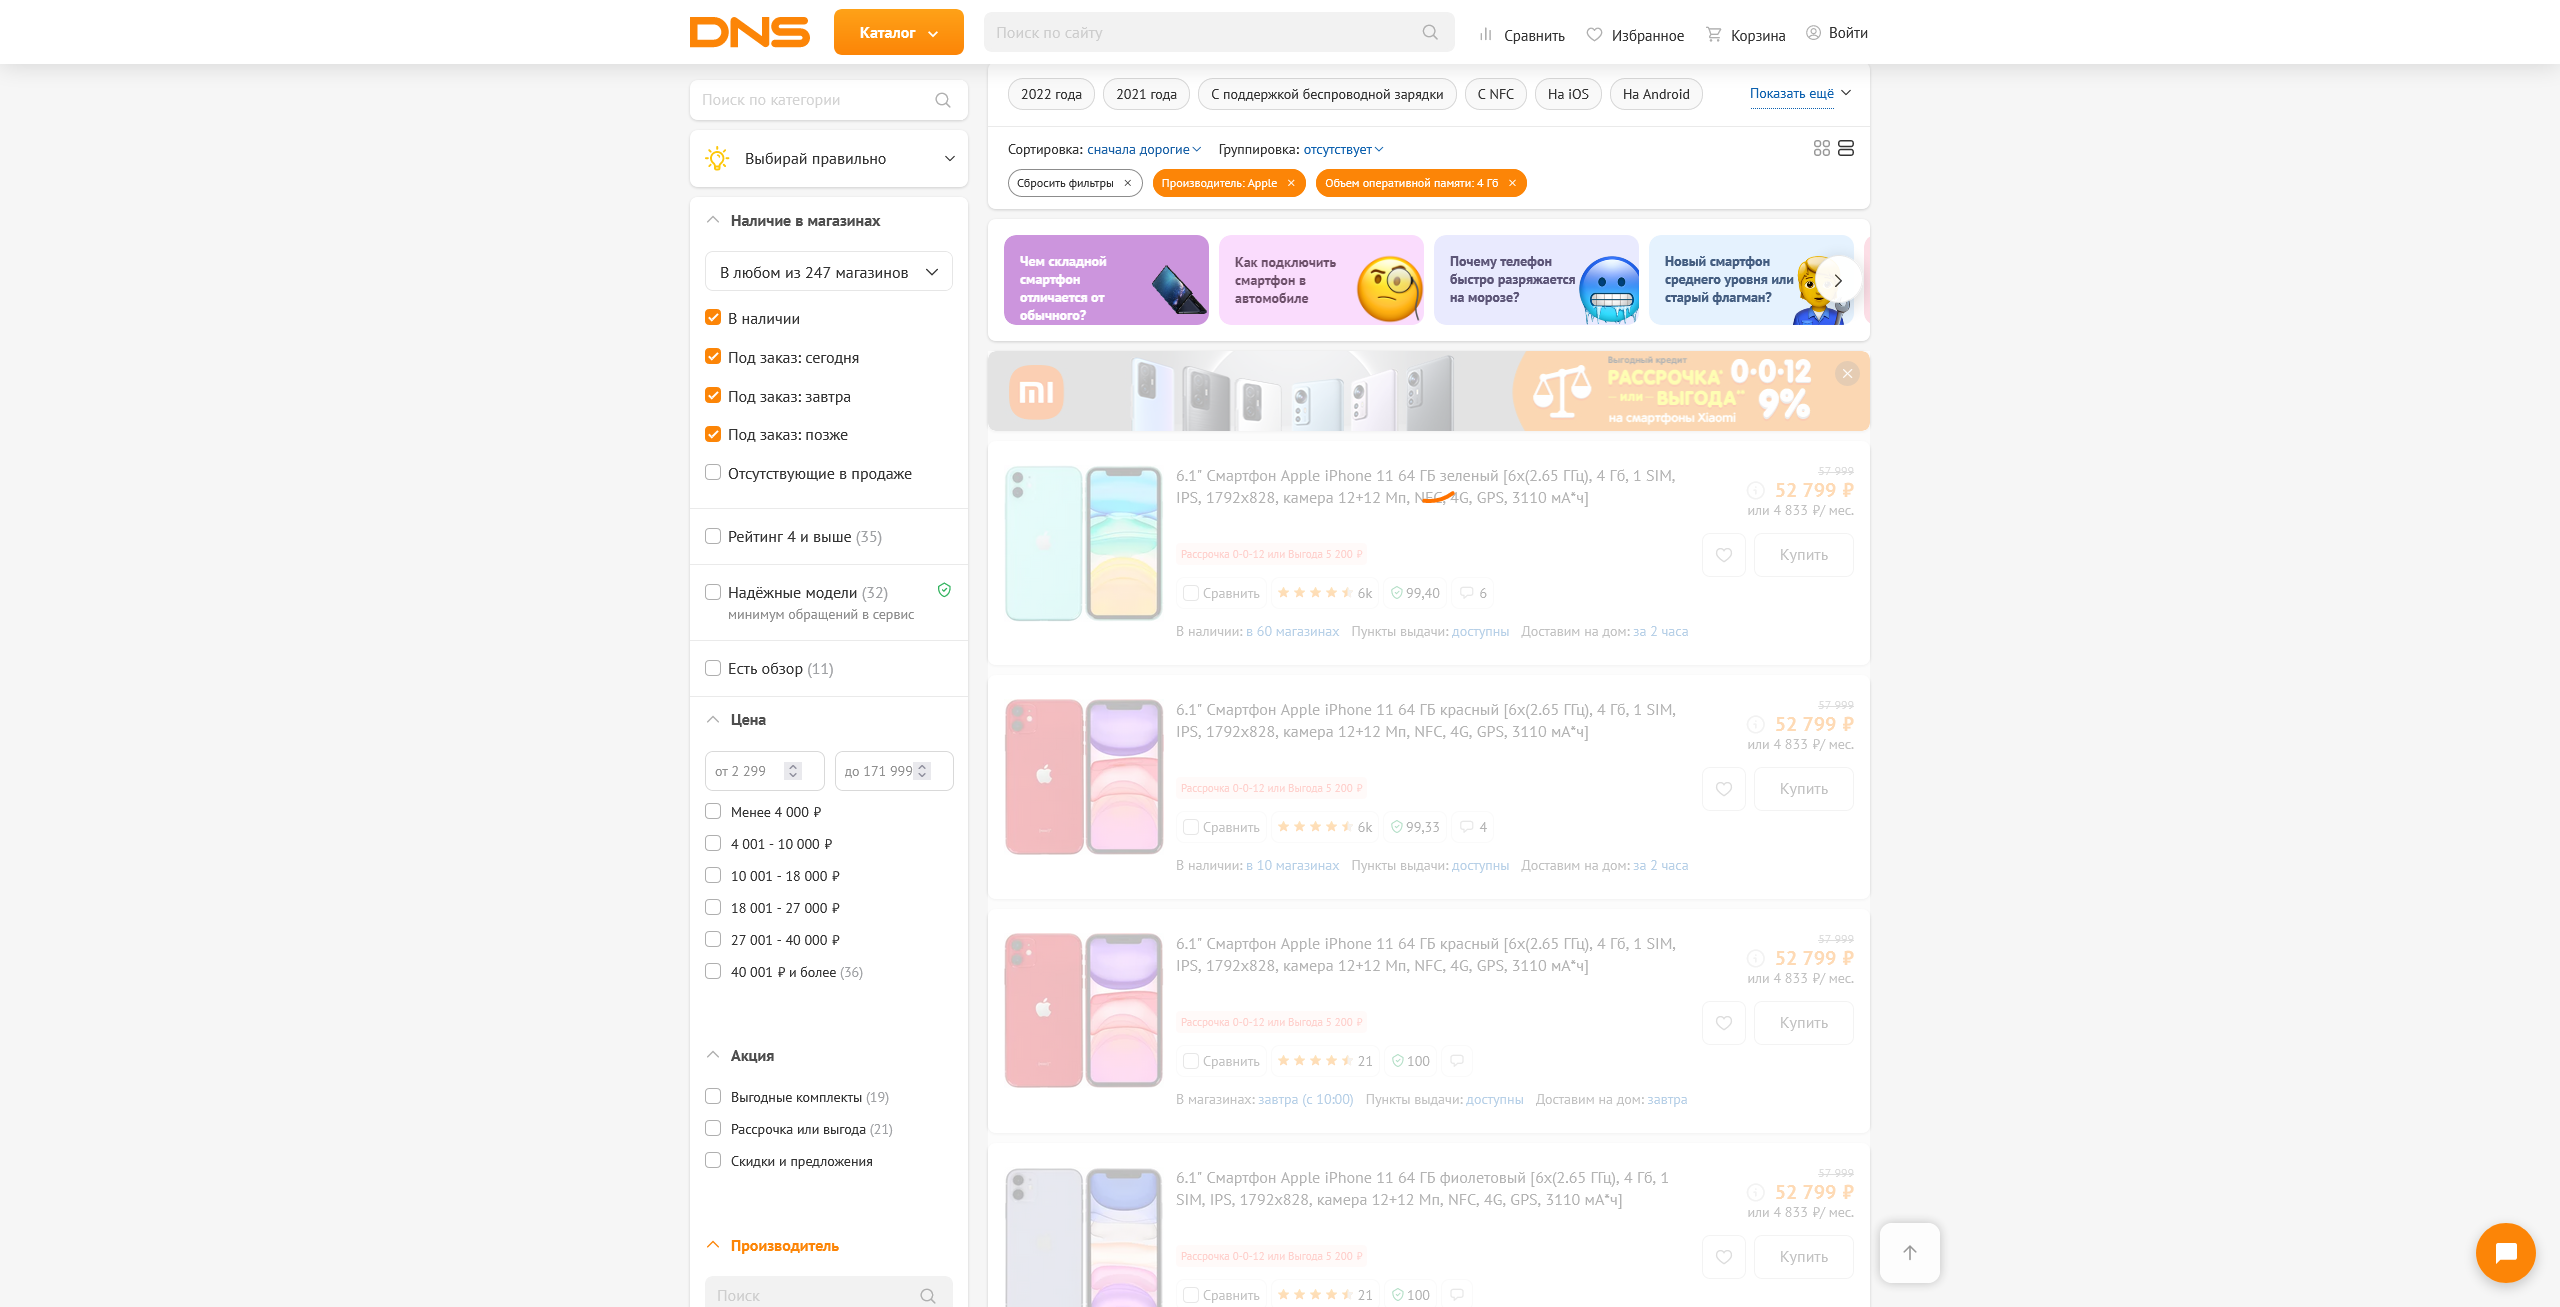 DNS
Каталог
Поиск по сайту
Сравнить
Избранное
Корзина
Войти
Поиск по категории
Выбирай правильно
Наличие в магазинах
В любом из 247 магазинов
В наличии
Под заказ: сегодня
Под заказ: завтра
Под заказ: позже
Отсутствующие в продаже
Рейтинг 4 и выше (35)
Надёжные модели (32)
минимум обращений в сервис
Есть обзор (11)
Цена
от 2 299
до 171 999
Менее 4 000 ₽
4 001 - 10 000 ₽
10 001 - 18 000 ₽
18 001 - 27 000 ₽
27 001 - 40 000 ₽
40 001 ₽ и более (36)
Акция
Выгодные комплекты (19)
Рассрочка или выгода (21)
Скидки и предложения
Производитель
Поиск
2022 года
2021 года
С поддержкой беспроводной зарядки
С NFC
На iOS
На Android
Показать ещё
Сортировка: сначала дорогие
Группировка: отсутствует
Сбросить фильтры
Производитель: Apple
Объем оперативной памяти: 4 Гб
Чем складной
смартфон
отличается от
обычного?
Как подключить
смартфон в
автомобиле
Почему телефон
быстро разряжается
на морозе?
Новый смартфон
среднего уровня или
старый флагман?
mi
Выгодный кредит
РАССРОЧКА* 0·0·12
— или — ВЫГОДА** 9%
на смартфоны Xiaomi
6.1" Смартфон Apple iPhone 11 64 ГБ зеленый [6x(2.65 ГГц), 4 Гб, 1 SIM,
IPS, 1792x828, камера 12+12 Мп, NFC, 4G, GPS, 3110 мА*ч]
57 999
52 799 ₽
или 4 833 ₽/ мес.
Рассрочка 0-0-12 или Выгода 5 200 ₽
Купить
Сравнить
6k
99,40
6
В наличии: в 60 магазинах
Пункты выдачи: доступны
Доставим на дом: за 2 часа
6.1" Смартфон Apple iPhone 11 64 ГБ красный [6x(2.65 ГГц), 4 Гб, 1 SIM,
IPS, 1792x828, камера 12+12 Мп, NFC, 4G, GPS, 3110 мА*ч]
57 999
52 799 ₽
или 4 833 ₽/ мес.
Рассрочка 0-0-12 или Выгода 5 200 ₽
Купить
Сравнить
6k
99,33
4
В наличии: в 10 магазинах
Пункты выдачи: доступны
Доставим на дом: за 2 часа
6.1" Смартфон Apple iPhone 11 64 ГБ красный [6x(2.65 ГГц), 4 Гб, 1 SIM,
IPS, 1792x828, камера 12+12 Мп, NFC, 4G, GPS, 3110 мА*ч]
57 999
52 799 ₽
или 4 833 ₽/ мес.
Рассрочка 0-0-12 или Выгода 5 200 ₽
Купить
Сравнить
21
100
В магазинах: завтра (с 10:00)
Пункты выдачи: доступны
Доставим на дом: завтра
6.1" Смартфон Apple iPhone 11 64 ГБ фиолетовый [6x(2.65 ГГц), 4 Гб, 1
SIM, IPS, 1792x828, камера 12+12 Мп, NFC, 4G, GPS, 3110 мА*ч]
57 999
52 799 ₽
или 4 833 ₽/ мес.
Рассрочка 0-0-12 или Выгода 5 200 ₽
Купить
Сравнить
21
100